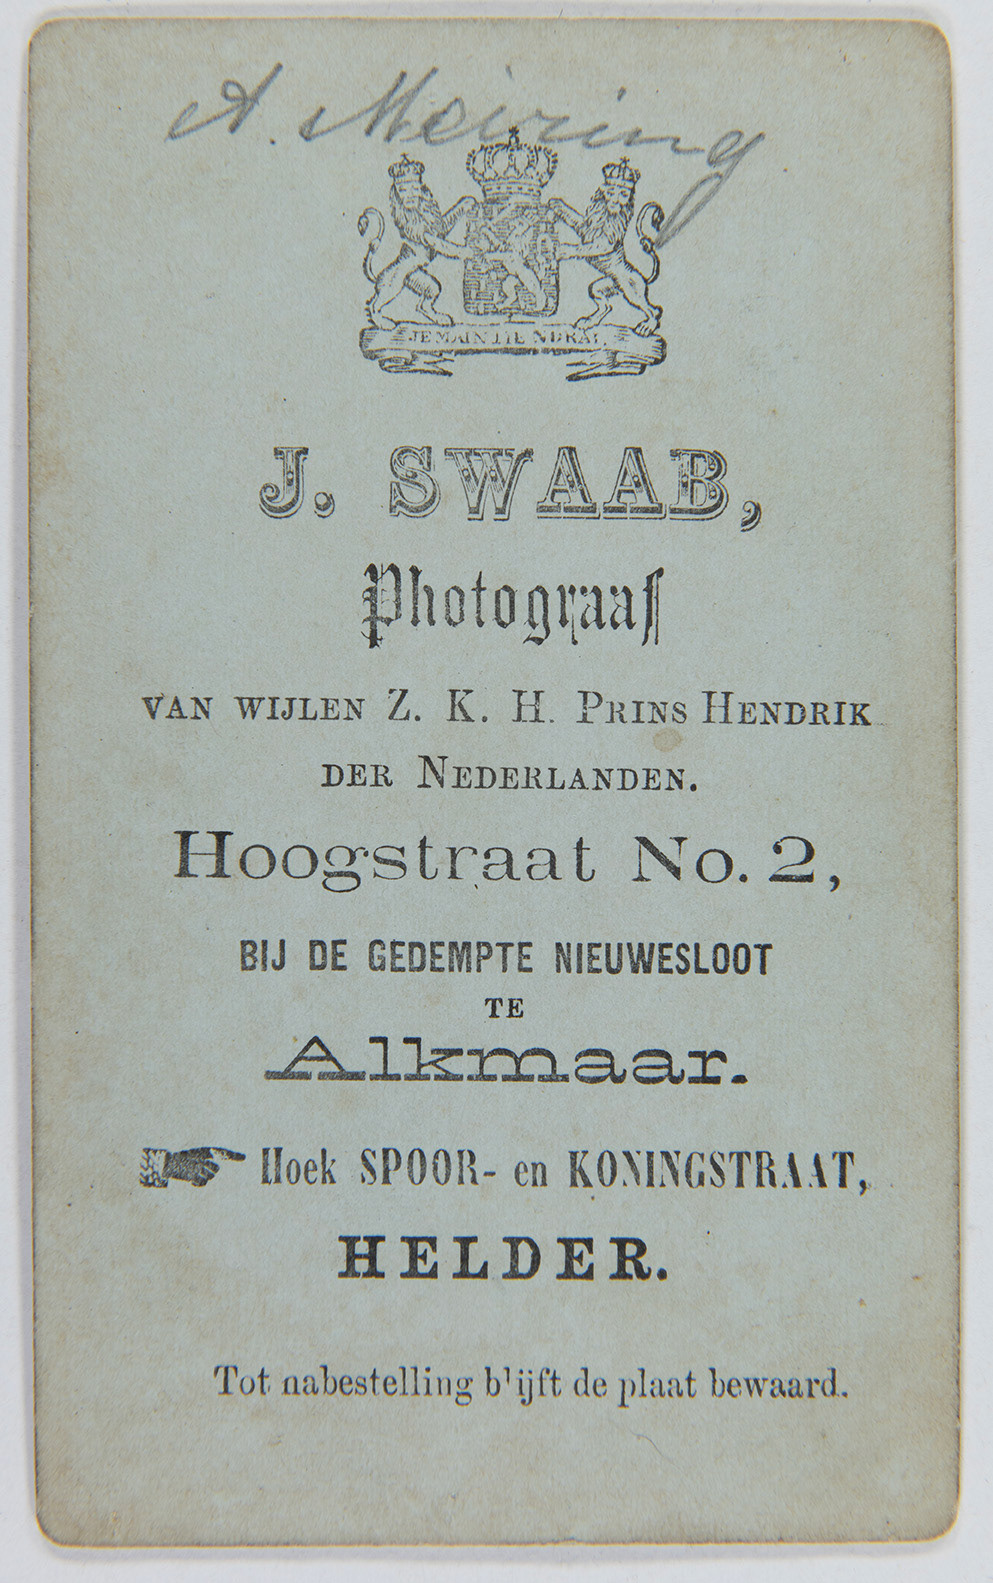 A. Meiring
JE MAINTIENDRAI.
J. SWAAB,
Photograaf
VAN WIJLEN Z. K. H. PRINS HENDRIK
DER NEDERLANDEN.
Hoogstraat No. 2,
BIJ DE GEDEMPTE NIEUWESLOOT
TE
Alkmaar.
Hoek SPOOR- en KONINGSTRAAT,
HELDER.
Tot nabestelling blijft de plaat bewaard.